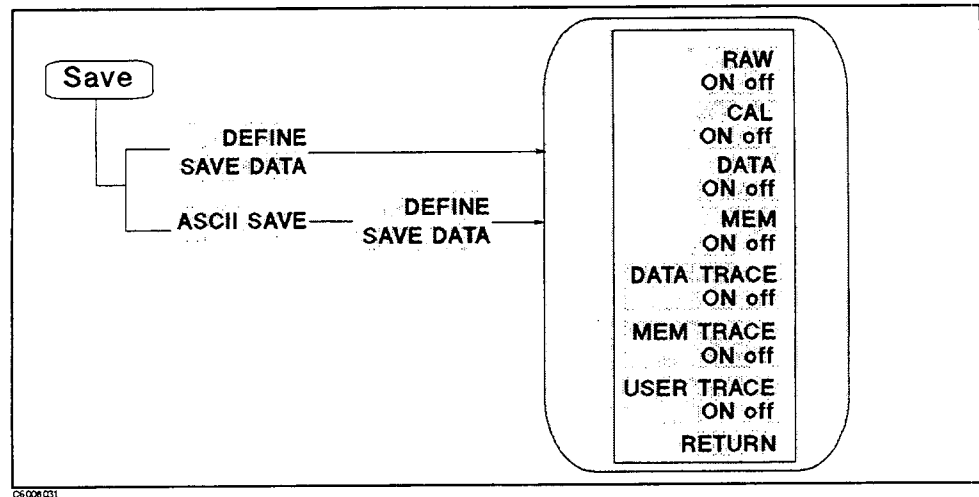 Save
DEFINE
SAVE DATA
ASCII SAVE
DEFINE
SAVE DATA
RAW
ON off
CAL
ON off
DATA
ON off
MEM
ON off
DATA TRACE
ON off
MEM TRACE
ON off
USER TRACE
ON off
RETURN
C6008031